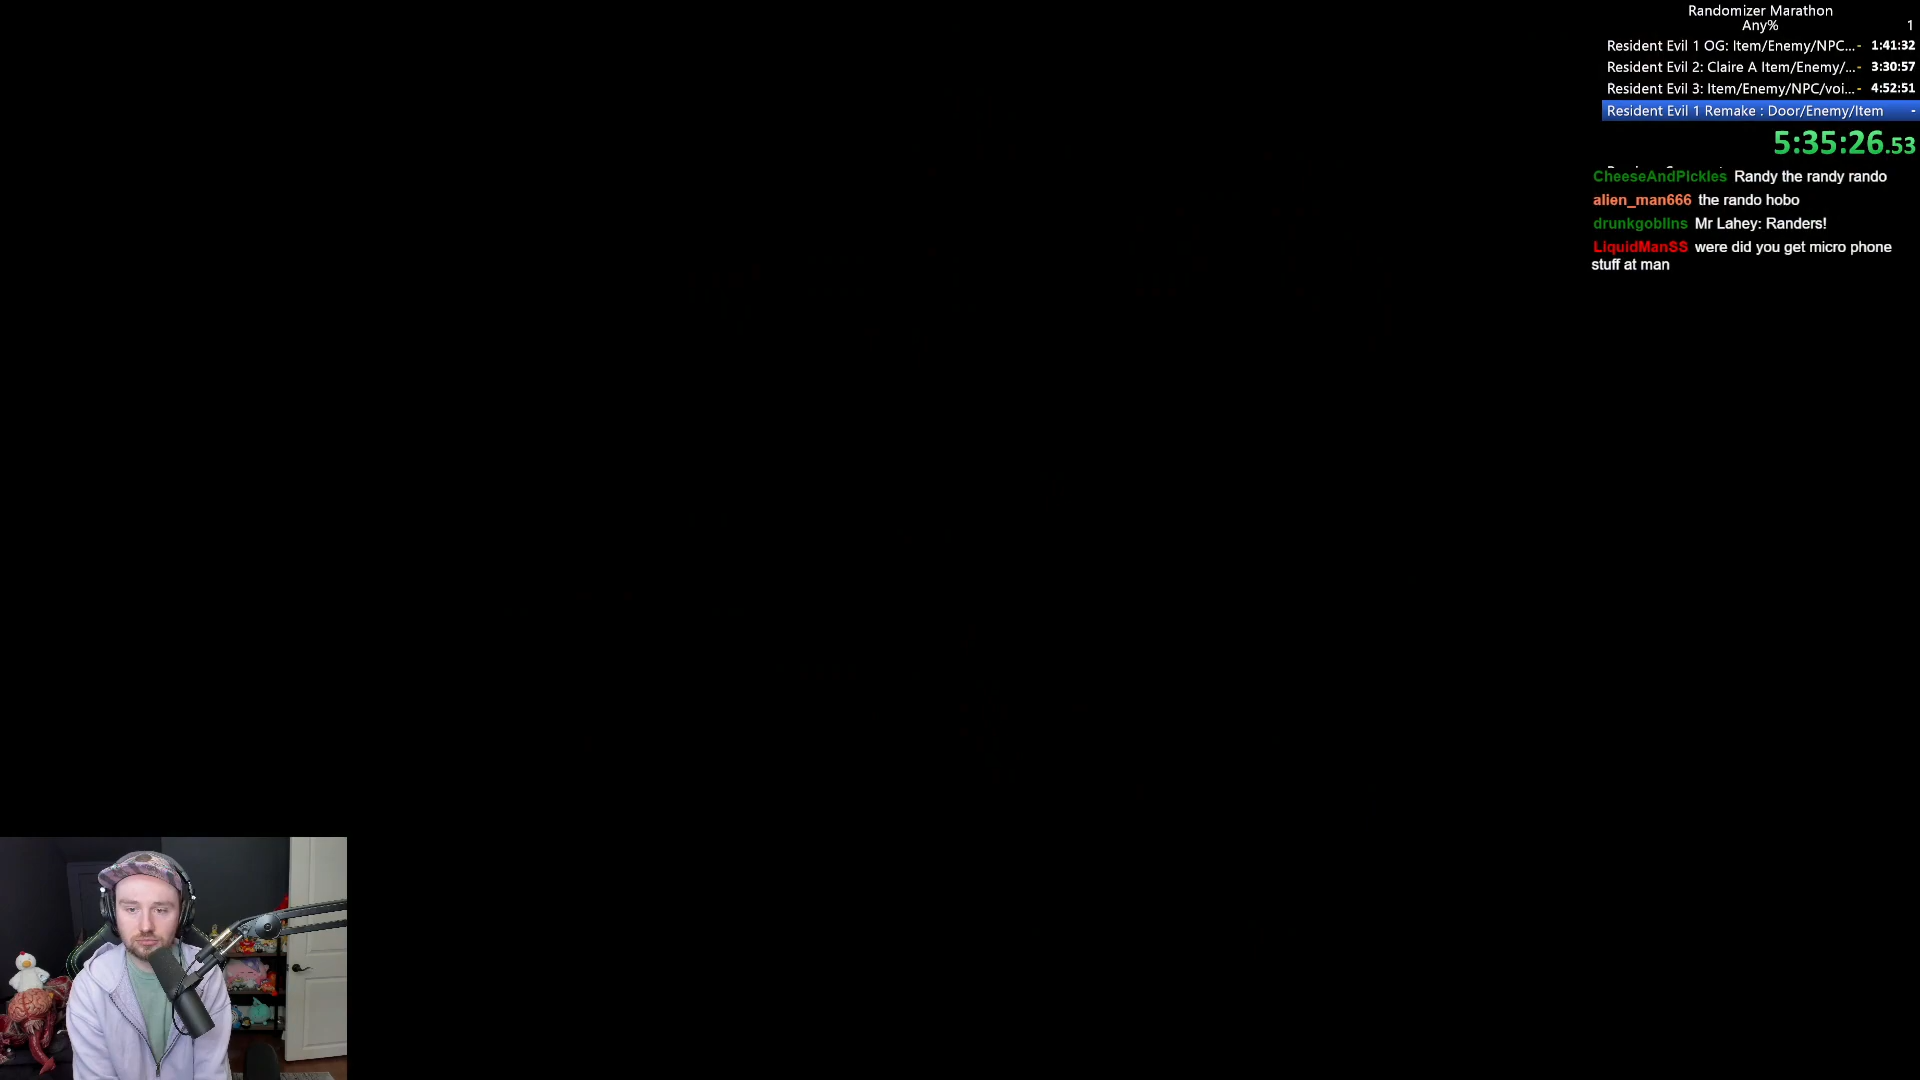 Randomizer Marathon
Any%
1
Resident Evil 1 OG: Item/Enemy/NPC... - 1:41:32
Resident Evil 2: Claire A Item/Enemy/... - 3:30:57
Resident Evil 3: Item/Enemy/NPC/voi... - 4:52:51
Resident Evil 1 Remake : Door/Enemy/Item -
5:35:26.53
CheeseAndPickles Randy the randy rando
alien_man666 the rando hobo
drunkgoblins Mr Lahey: Randers!
LiquidManSS were did you get micro phone
stuff at man